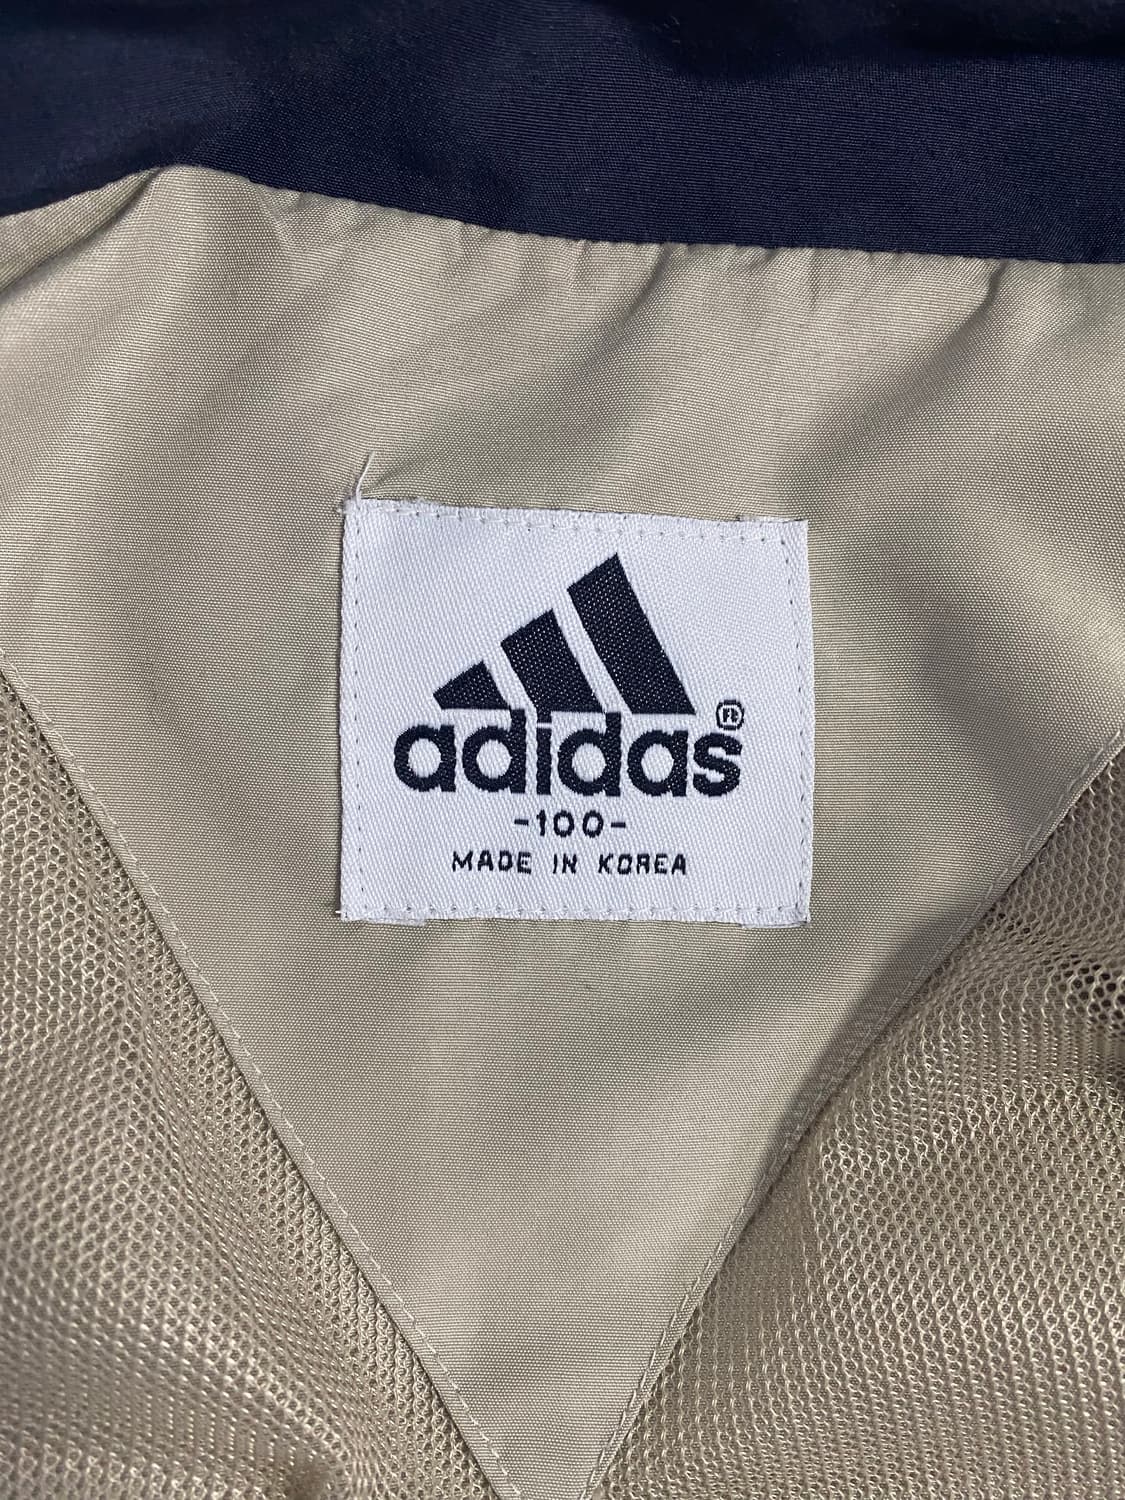 adidas®
-100-
MADE IN KOREA